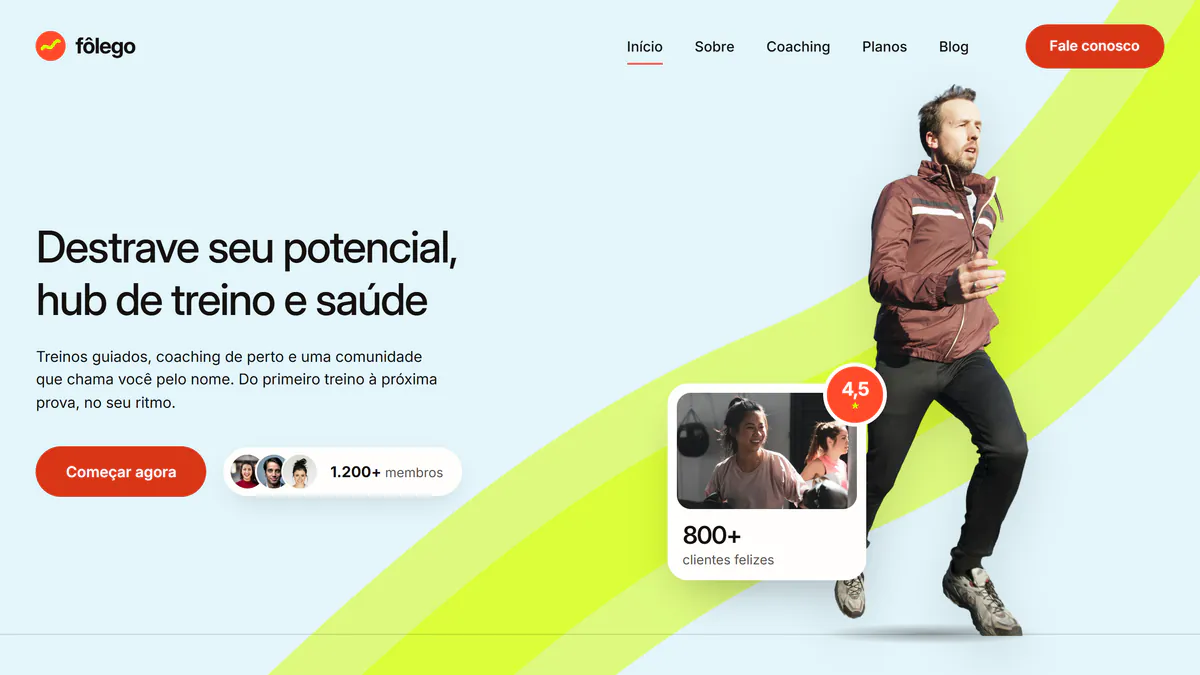 fôlego
Início
Sobre
Coaching
Planos
Blog
Fale conosco
Destrave seu potencial,
hub de treino e saúde
Treinos guiados, coaching de perto e uma comunidade
que chama você pelo nome. Do primeiro treino à próxima
prova, no seu ritmo.
Começar agora
1.200+ membros
4,5
800+
clientes felizes